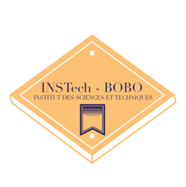 INSTech - BOBO
INSTITUT DES SCIENCES ET TECHNIQUES